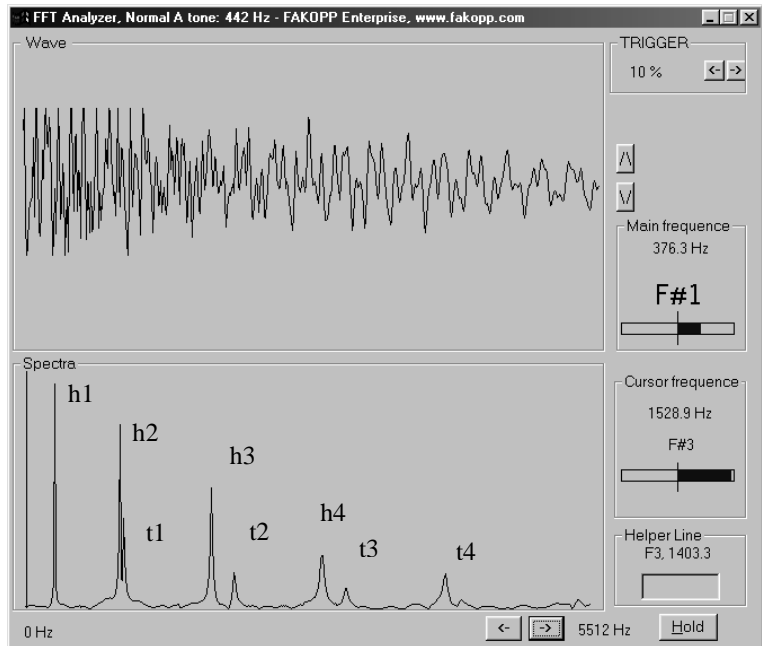 FFT Analyzer, Normal A tone: 442 Hz - FAKOPP Enterprise, www.fakopp.com
Wave
TRIGGER
10 %
<-
->
/\
\/
Main frequence
376.3 Hz
F#1
Spectra
h1
h2
h3
h4
t1
t2
t3
t4
Cursor frequence
1528.9 Hz
F#3
Helper Line
F3, 1403.3
0 Hz
<-
->
5512 Hz
Hold